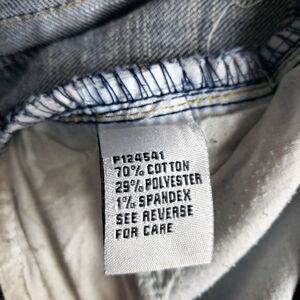 P124541
70% COTTON
29% POLYESTER
1% SPANDEX
SEE REVERSE
FOR CARE